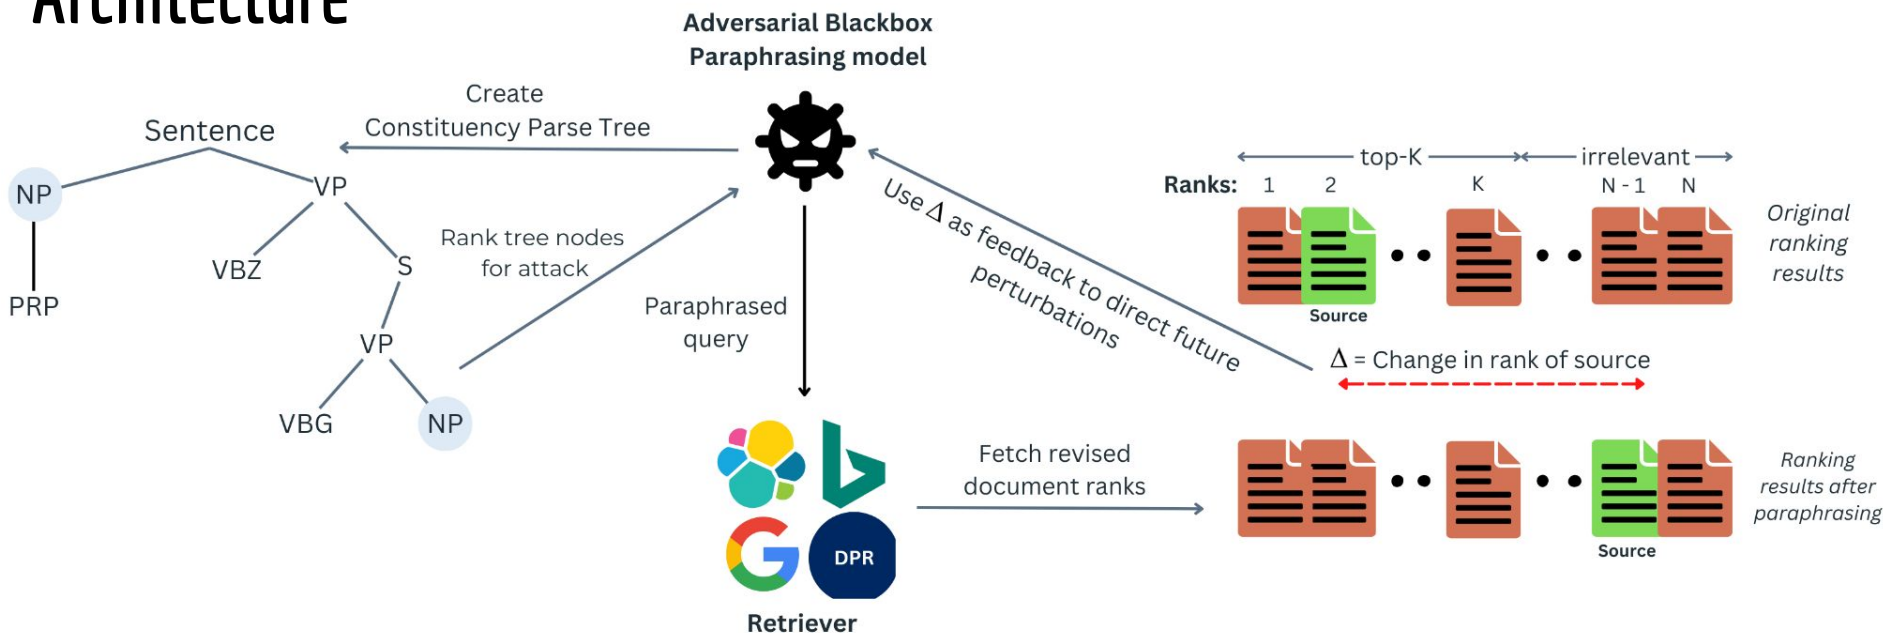 Architecture
Adversarial Blackbox
Paraphrasing model
Create
Constituency Parse Tree
Sentence
NP
VP
VBZ
S
PRP
VP
VBG
NP
Rank tree nodes
for attack
Paraphrased
query
Use Δ as feedback to direct future
perturbations
top-K
irrelevant
Ranks: 1 2 K N - 1 N
Original
ranking
results
Source
Δ = Change in rank of source
DPR
Retriever
Fetch revised
document ranks
Ranking
results after
paraphrasing
Source